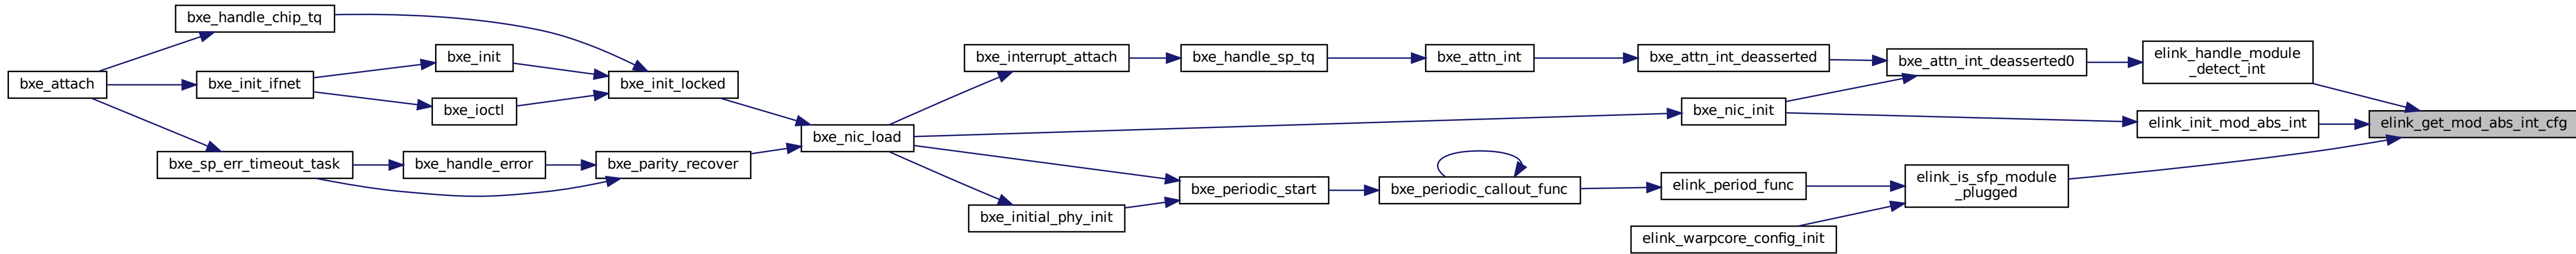 bxe_attach
bxe_handle_chip_tq
bxe_init_ifnet
bxe_sp_err_timeout_task
bxe_init
bxe_ioctl
bxe_handle_error
bxe_init_locked
bxe_parity_recover
bxe_nic_load
bxe_interrupt_attach
bxe_initial_phy_init
bxe_handle_sp_tq
bxe_periodic_start
bxe_attn_int
bxe_periodic_callout_func
bxe_attn_int_deasserted
bxe_nic_init
elink_period_func
elink_warpcore_config_init
bxe_attn_int_deasserted0
elink_is_sfp_module
_plugged
elink_handle_module
_detect_int
elink_init_mod_abs_int
elink_get_mod_abs_int_cfg